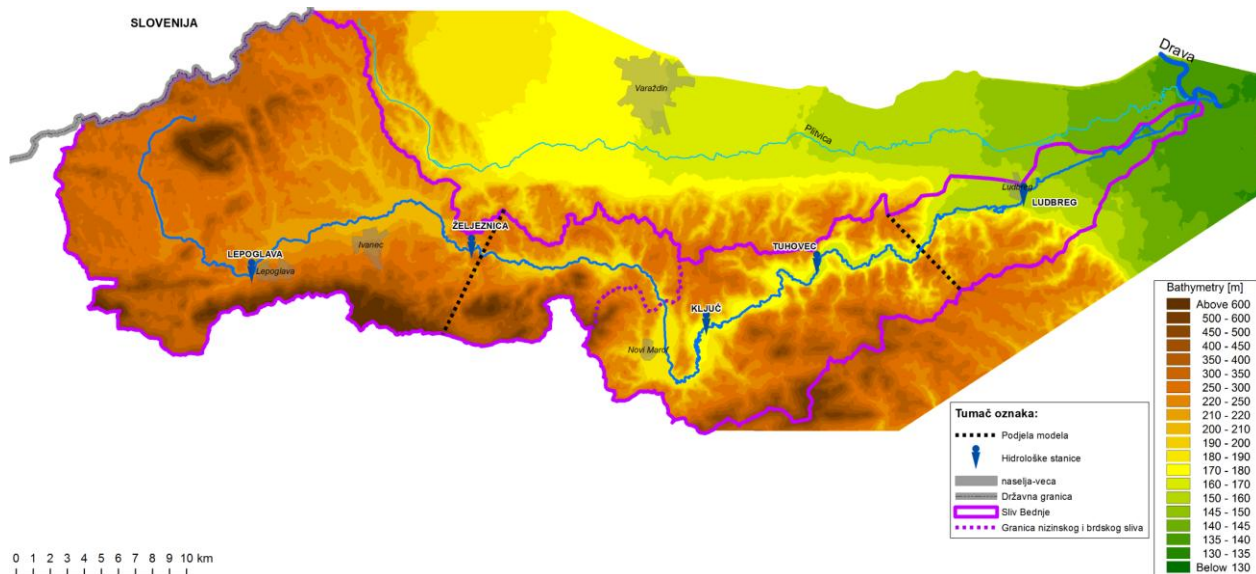 SLOVENIJA
Drava
Varaždin
Plitvica
Ludbreg
LUDBREG
ŽELJEZNICA
TUHOVEC
LEPOGLAVA
Ivanec
Lepoglava
KLJUČ
Novi Marof
Bathymetry [m]
Above 600
500 - 600
450 - 500
400 - 450
350 - 400
300 - 350
250 - 300
220 - 250
210 - 220
200 - 210
190 - 200
180 - 190
170 - 180
160 - 170
150 - 160
145 - 150
140 - 145
135 - 140
130 - 135
Below 130
Tumač oznaka:
Podjela modela
Hidrološke stanice
naselja-veca
Državna granica
Sliv Bednje
Granica nizinskog i brdskog sliva
0 1 2 3 4 5 6 7 8 9 10 km